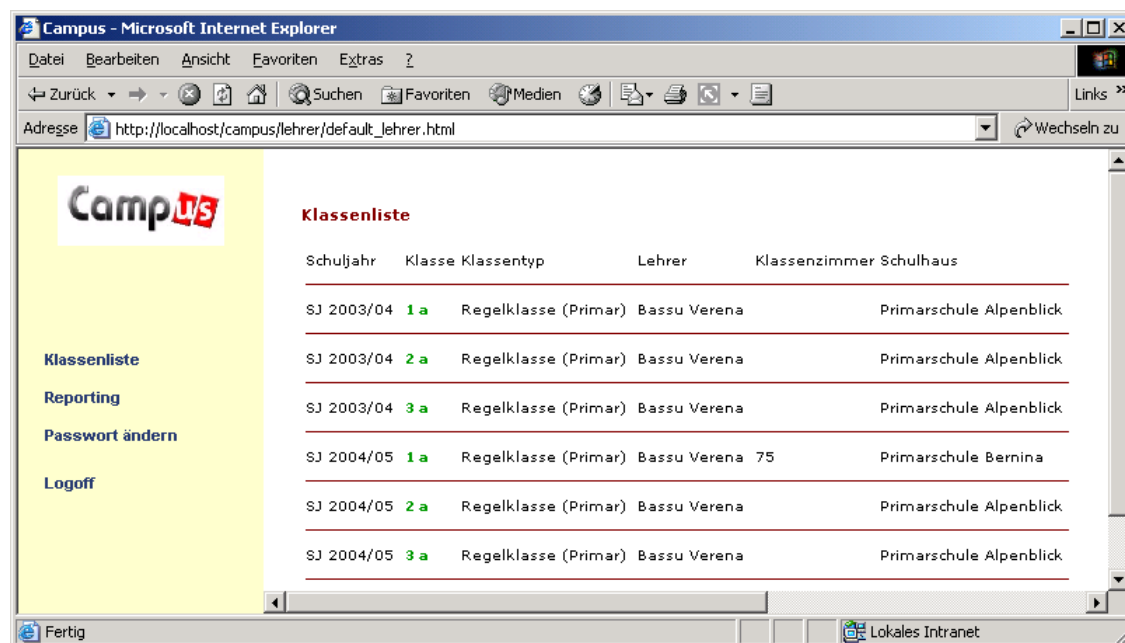 Campus - Microsoft Internet Explorer
Datei Bearbeiten Ansicht Favoriten Extras ?
Zurück Suchen Favoriten Medien Links »
Adresse http://localhost/campus/lehrer/default_lehrer.html Wechseln zu
Campus
Klassenliste
Schuljahr Klasse Klassentyp Lehrer Klassenzimmer Schulhaus
SJ 2003/04 1 a Regelklasse (Primar) Bassu Verena Primarschule Alpenblick
SJ 2003/04 2 a Regelklasse (Primar) Bassu Verena Primarschule Alpenblick
SJ 2003/04 3 a Regelklasse (Primar) Bassu Verena Primarschule Alpenblick
SJ 2004/05 1 a Regelklasse (Primar) Bassu Verena 75 Primarschule Bernina
SJ 2004/05 2 a Regelklasse (Primar) Bassu Verena Primarschule Alpenblick
SJ 2004/05 3 a Regelklasse (Primar) Bassu Verena Primarschule Alpenblick
Klassenliste
Reporting
Passwort ändern
Logoff
Fertig Lokales Intranet